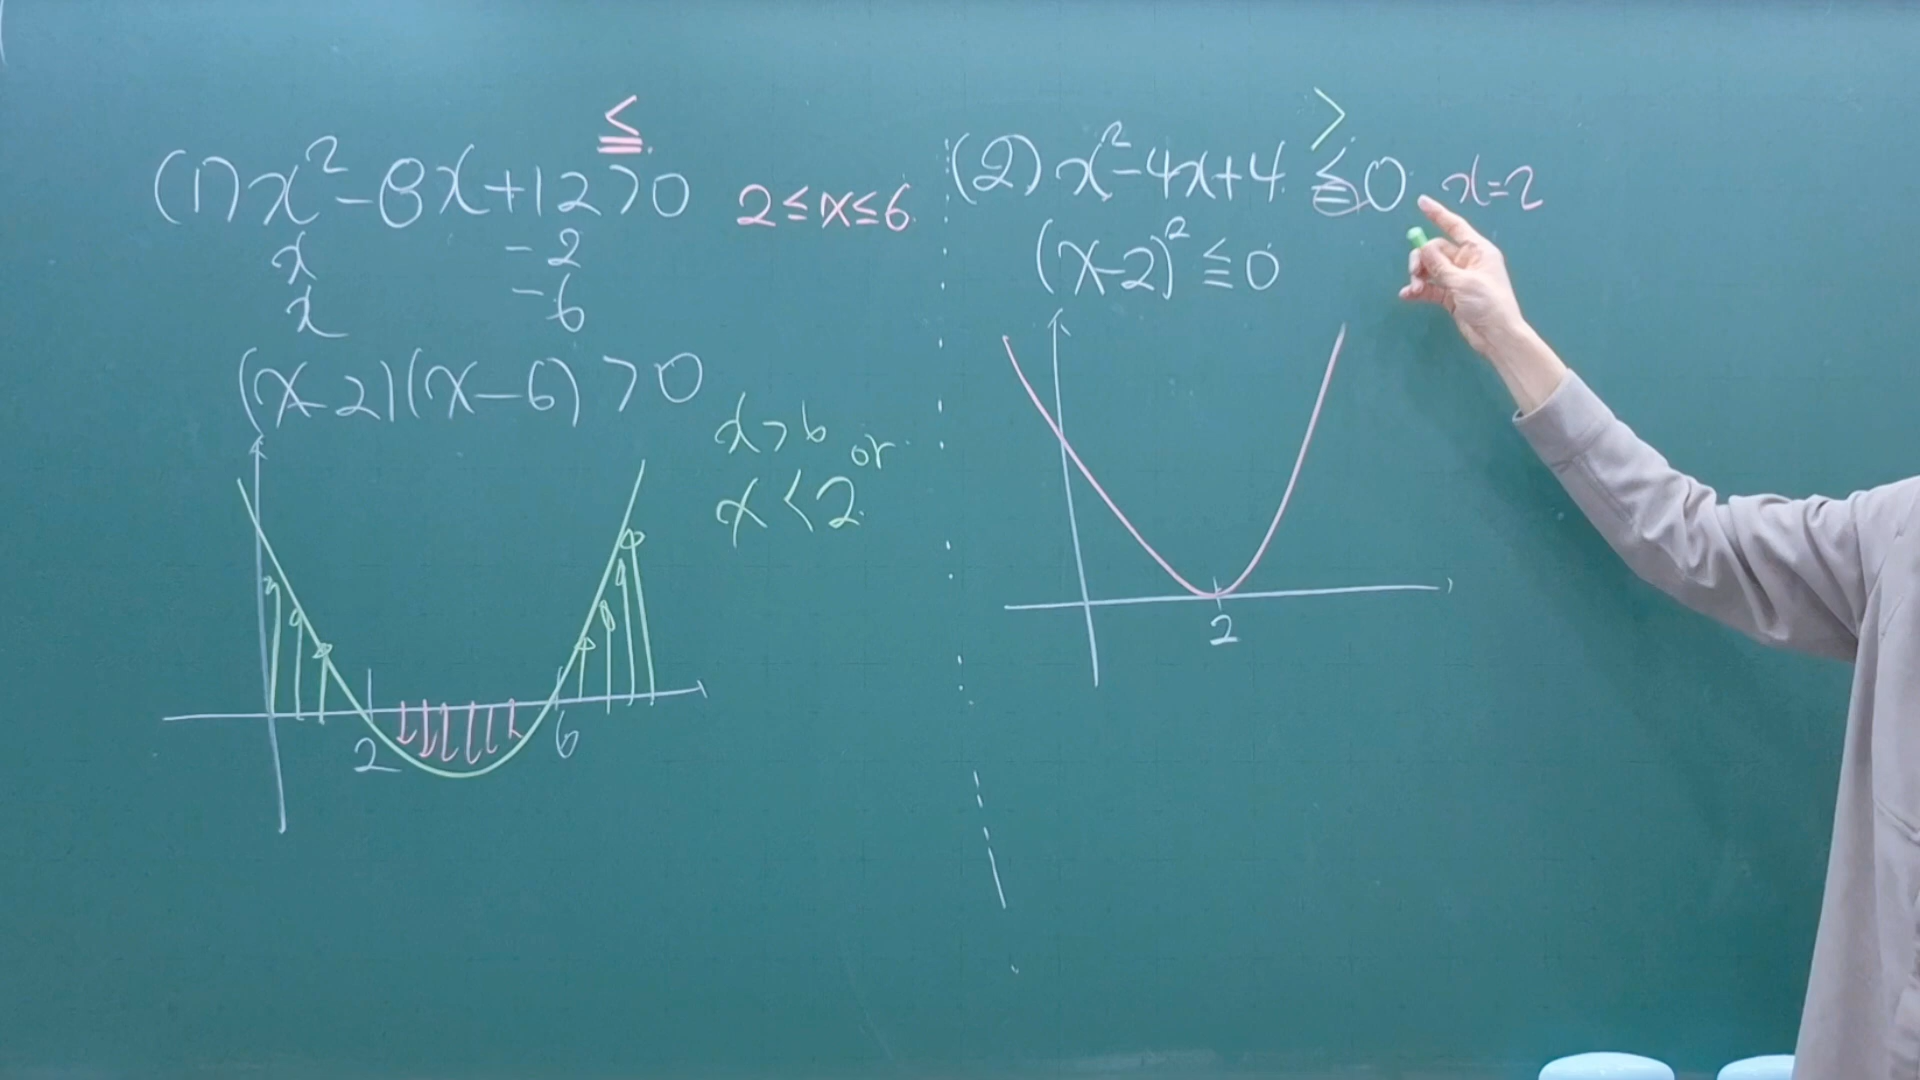 ≦
(1) x² - 8x + 12 > 0 2 ≤ x ≤ 6
x -2
x -6
(x-2)(x-6) > 0
x > 6 or
x < 2
2 6
>
(2) x² - 4x + 4 ≦ 0 x = 2
(x-2)² ≦ 0
2